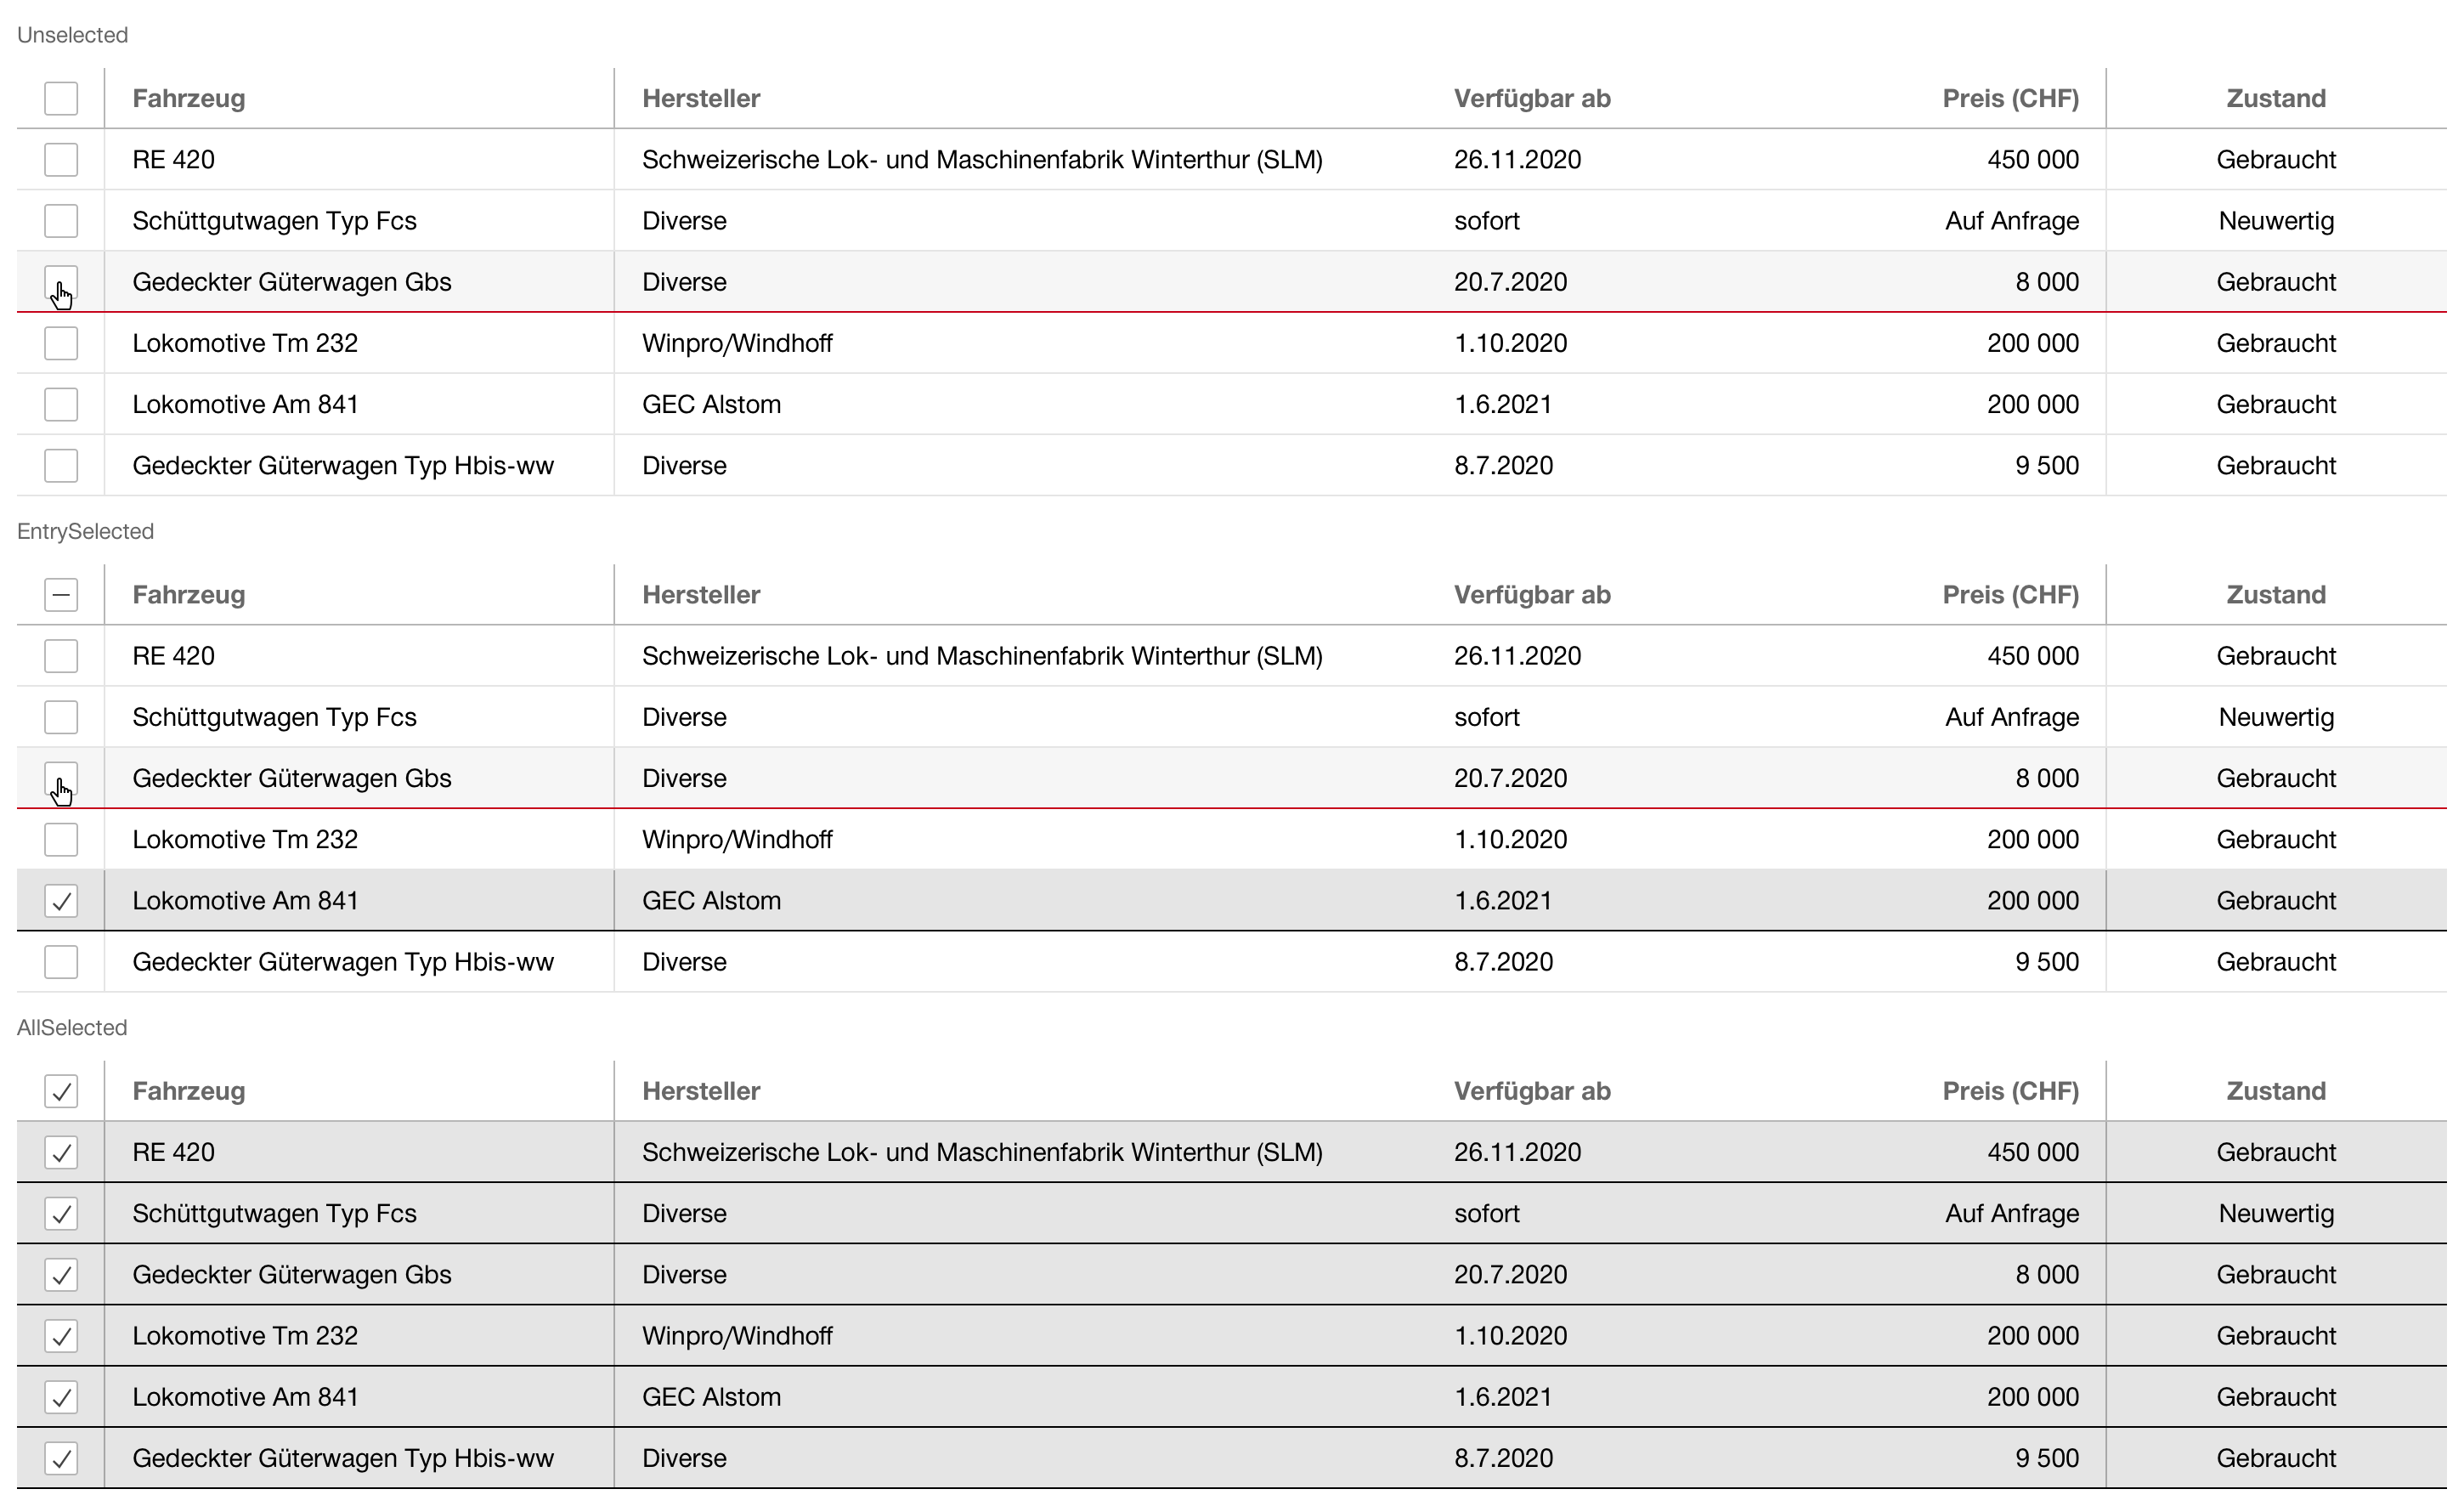 Unselected
Fahrzeug Hersteller Verfügbar ab Preis (CHF) Zustand
RE 420 Schweizerische Lok- und Maschinenfabrik Winterthur (SLM) 26.11.2020 450 000 Gebraucht
Schüttgutwagen Typ Fcs Diverse sofort Auf Anfrage Neuwertig
Gedeckter Güterwagen Gbs Diverse 20.7.2020 8 000 Gebraucht
Lokomotive Tm 232 Winpro/Windhoff 1.10.2020 200 000 Gebraucht
Lokomotive Am 841 GEC Alstom 1.6.2021 200 000 Gebraucht
Gedeckter Güterwagen Typ Hbis-ww Diverse 8.7.2020 9 500 Gebraucht
EntrySelected
Fahrzeug Hersteller Verfügbar ab Preis (CHF) Zustand
RE 420 Schweizerische Lok- und Maschinenfabrik Winterthur (SLM) 26.11.2020 450 000 Gebraucht
Schüttgutwagen Typ Fcs Diverse sofort Auf Anfrage Neuwertig
Gedeckter Güterwagen Gbs Diverse 20.7.2020 8 000 Gebraucht
Lokomotive Tm 232 Winpro/Windhoff 1.10.2020 200 000 Gebraucht
Lokomotive Am 841 GEC Alstom 1.6.2021 200 000 Gebraucht
Gedeckter Güterwagen Typ Hbis-ww Diverse 8.7.2020 9 500 Gebraucht
AllSelected
Fahrzeug Hersteller Verfügbar ab Preis (CHF) Zustand
RE 420 Schweizerische Lok- und Maschinenfabrik Winterthur (SLM) 26.11.2020 450 000 Gebraucht
Schüttgutwagen Typ Fcs Diverse sofort Auf Anfrage Neuwertig
Gedeckter Güterwagen Gbs Diverse 20.7.2020 8 000 Gebraucht
Lokomotive Tm 232 Winpro/Windhoff 1.10.2020 200 000 Gebraucht
Lokomotive Am 841 GEC Alstom 1.6.2021 200 000 Gebraucht
Gedeckter Güterwagen Typ Hbis-ww Diverse 8.7.2020 9 500 Gebraucht